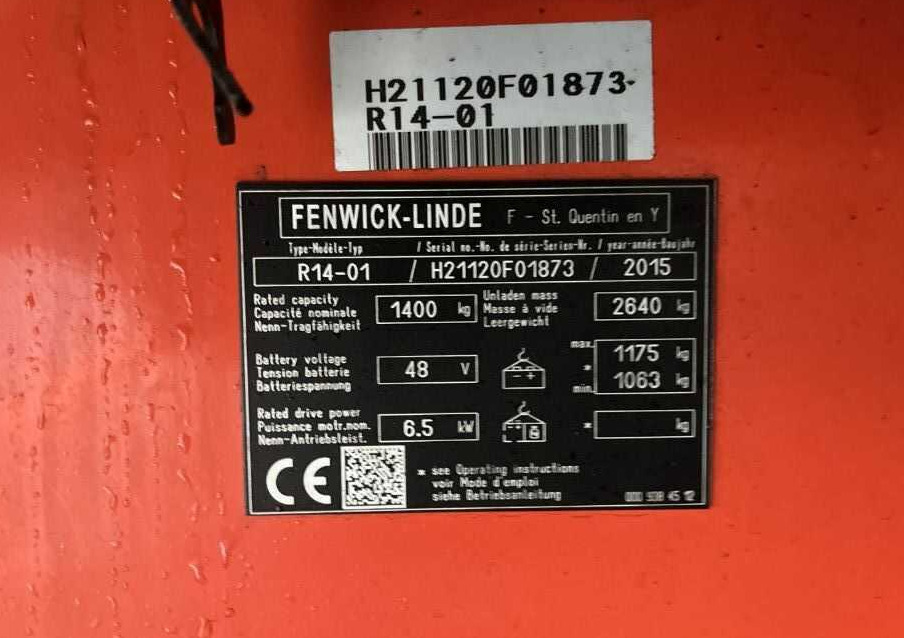 H21120F01873-
R14-01
FENWICK-LINDE F - St. Quentin en Y
Type-Modèle-Typ / Serial no.-No. de série-Serien-Nr. / year-année-Baujahr
R14-01 / H21120F01873 / 2015
Rated capacity
Capacité nominale
Nenn-Tragfähigkeit
1400 kg
Unladen mass
Masse à vide
Leergewicht
2640 kg
Battery voltage
Tension batterie
Batteriespannung
48 V
- +
max.
*
min.
1175 kg
1063 kg
Rated drive power
Puissance motr.nom.
Nenn-Antriebsleist.
6.5 kW
*
kg
CE
* see Operating instructions
voir Mode d'emploi
siehe Betriebsanleitung
000 938 45 12